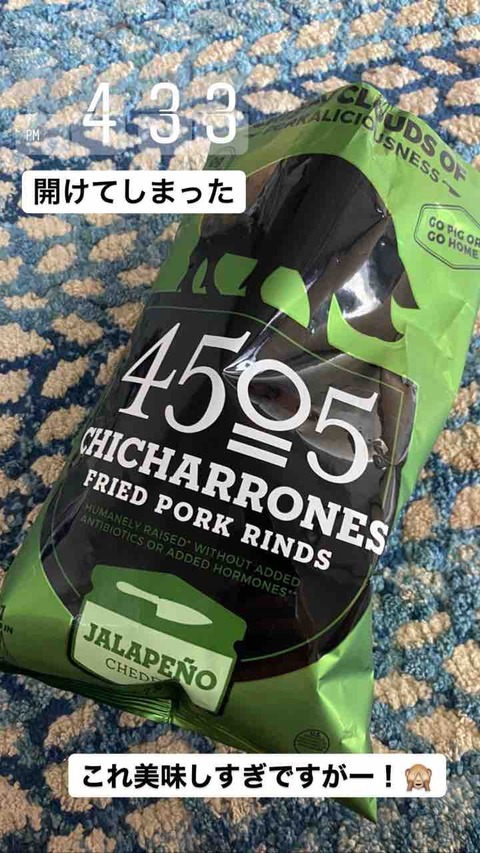 PM 4 33
開けてしまった
CLOUDS OF
PORKALICIOUSNESS
GO PIG OR
GO HOME
4505
CHICHARRONES
FRIED PORK RINDS
HUMANELY RAISED* WITHOUT ADDED
ANTIBIOTICS OR ADDED HORMONES**
JALAPEÑO
これ美味しすぎですがー！🙈